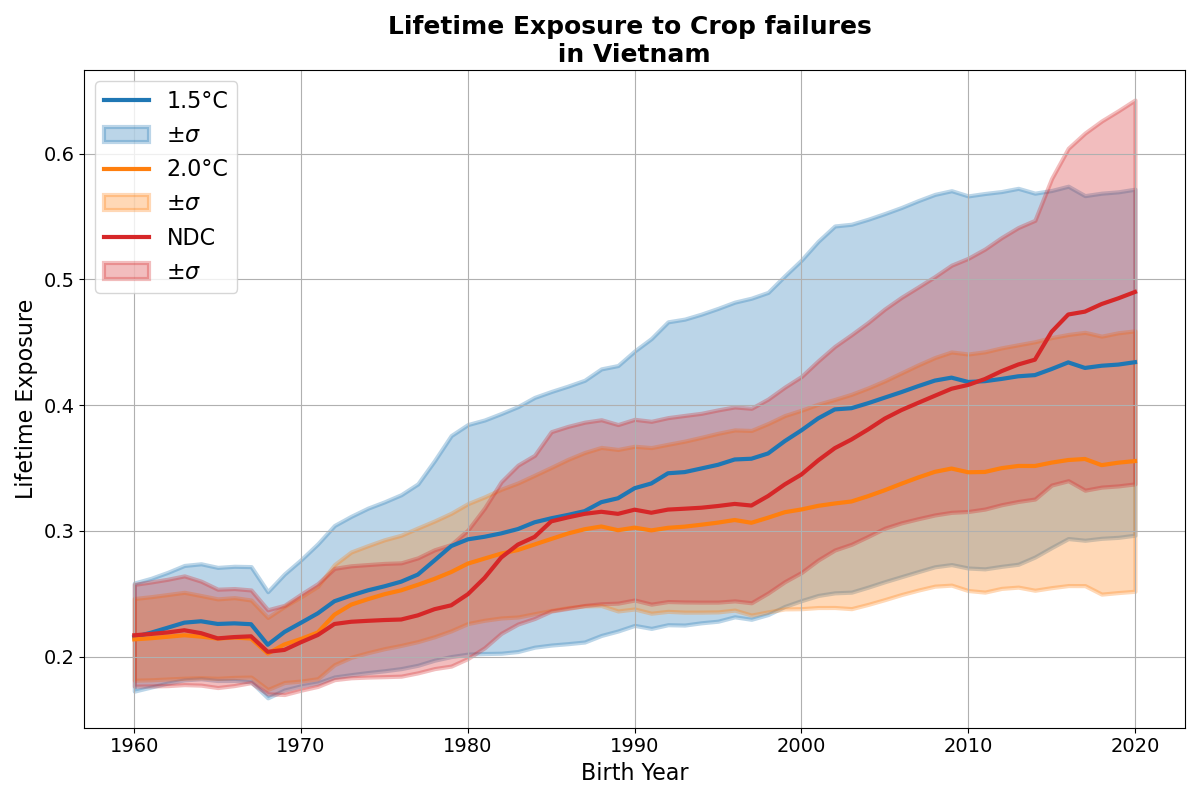 Lifetime Exposure to Crop failures
in Vietnam
1.5°C
±σ
2.0°C
±σ
NDC
±σ
Lifetime Exposure
0.6
0.5
0.4
0.3
0.2
1960 1970 1980 1990 2000 2010 2020
Birth Year